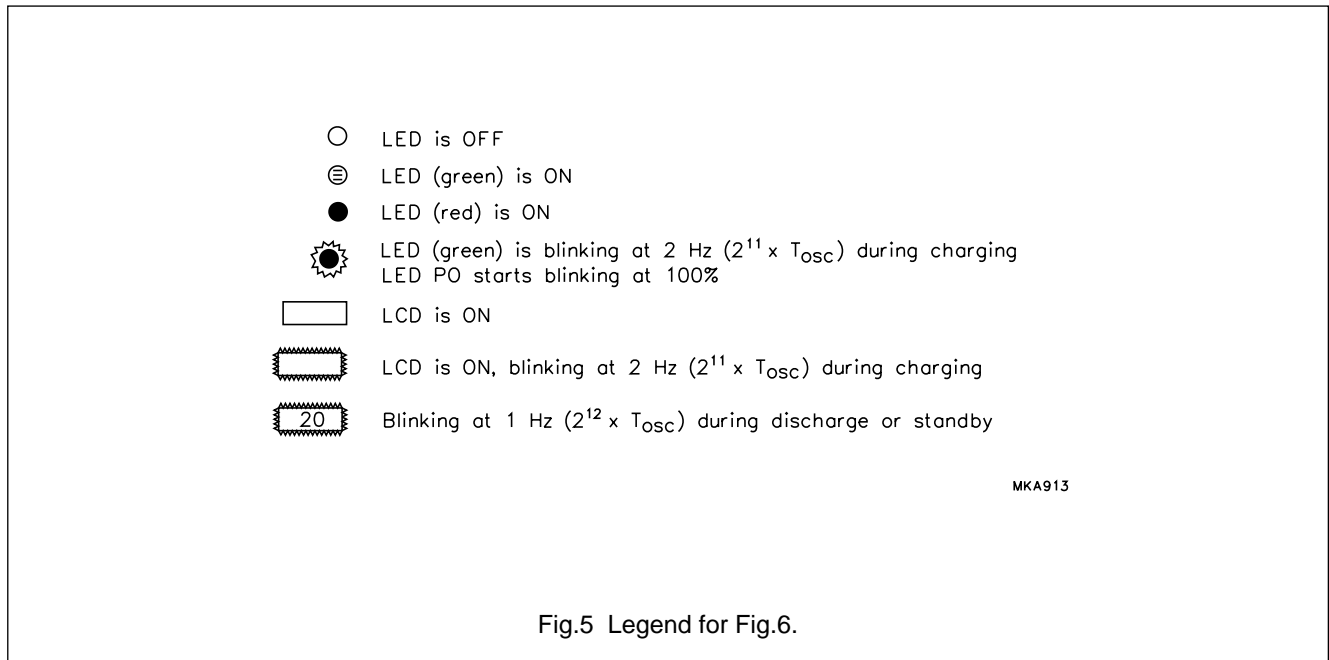 LED is OFF
LED (green) is ON
LED (red) is ON
LED (green) is blinking at 2 Hz (2¹¹ x TOSC) during charging
LED PO starts blinking at 100%
LCD is ON
LCD is ON, blinking at 2 Hz (2¹¹ x TOSC) during charging
20 Blinking at 1 Hz (2¹² x TOSC) during discharge or standby
MKA913
Fig.5 Legend for Fig.6.